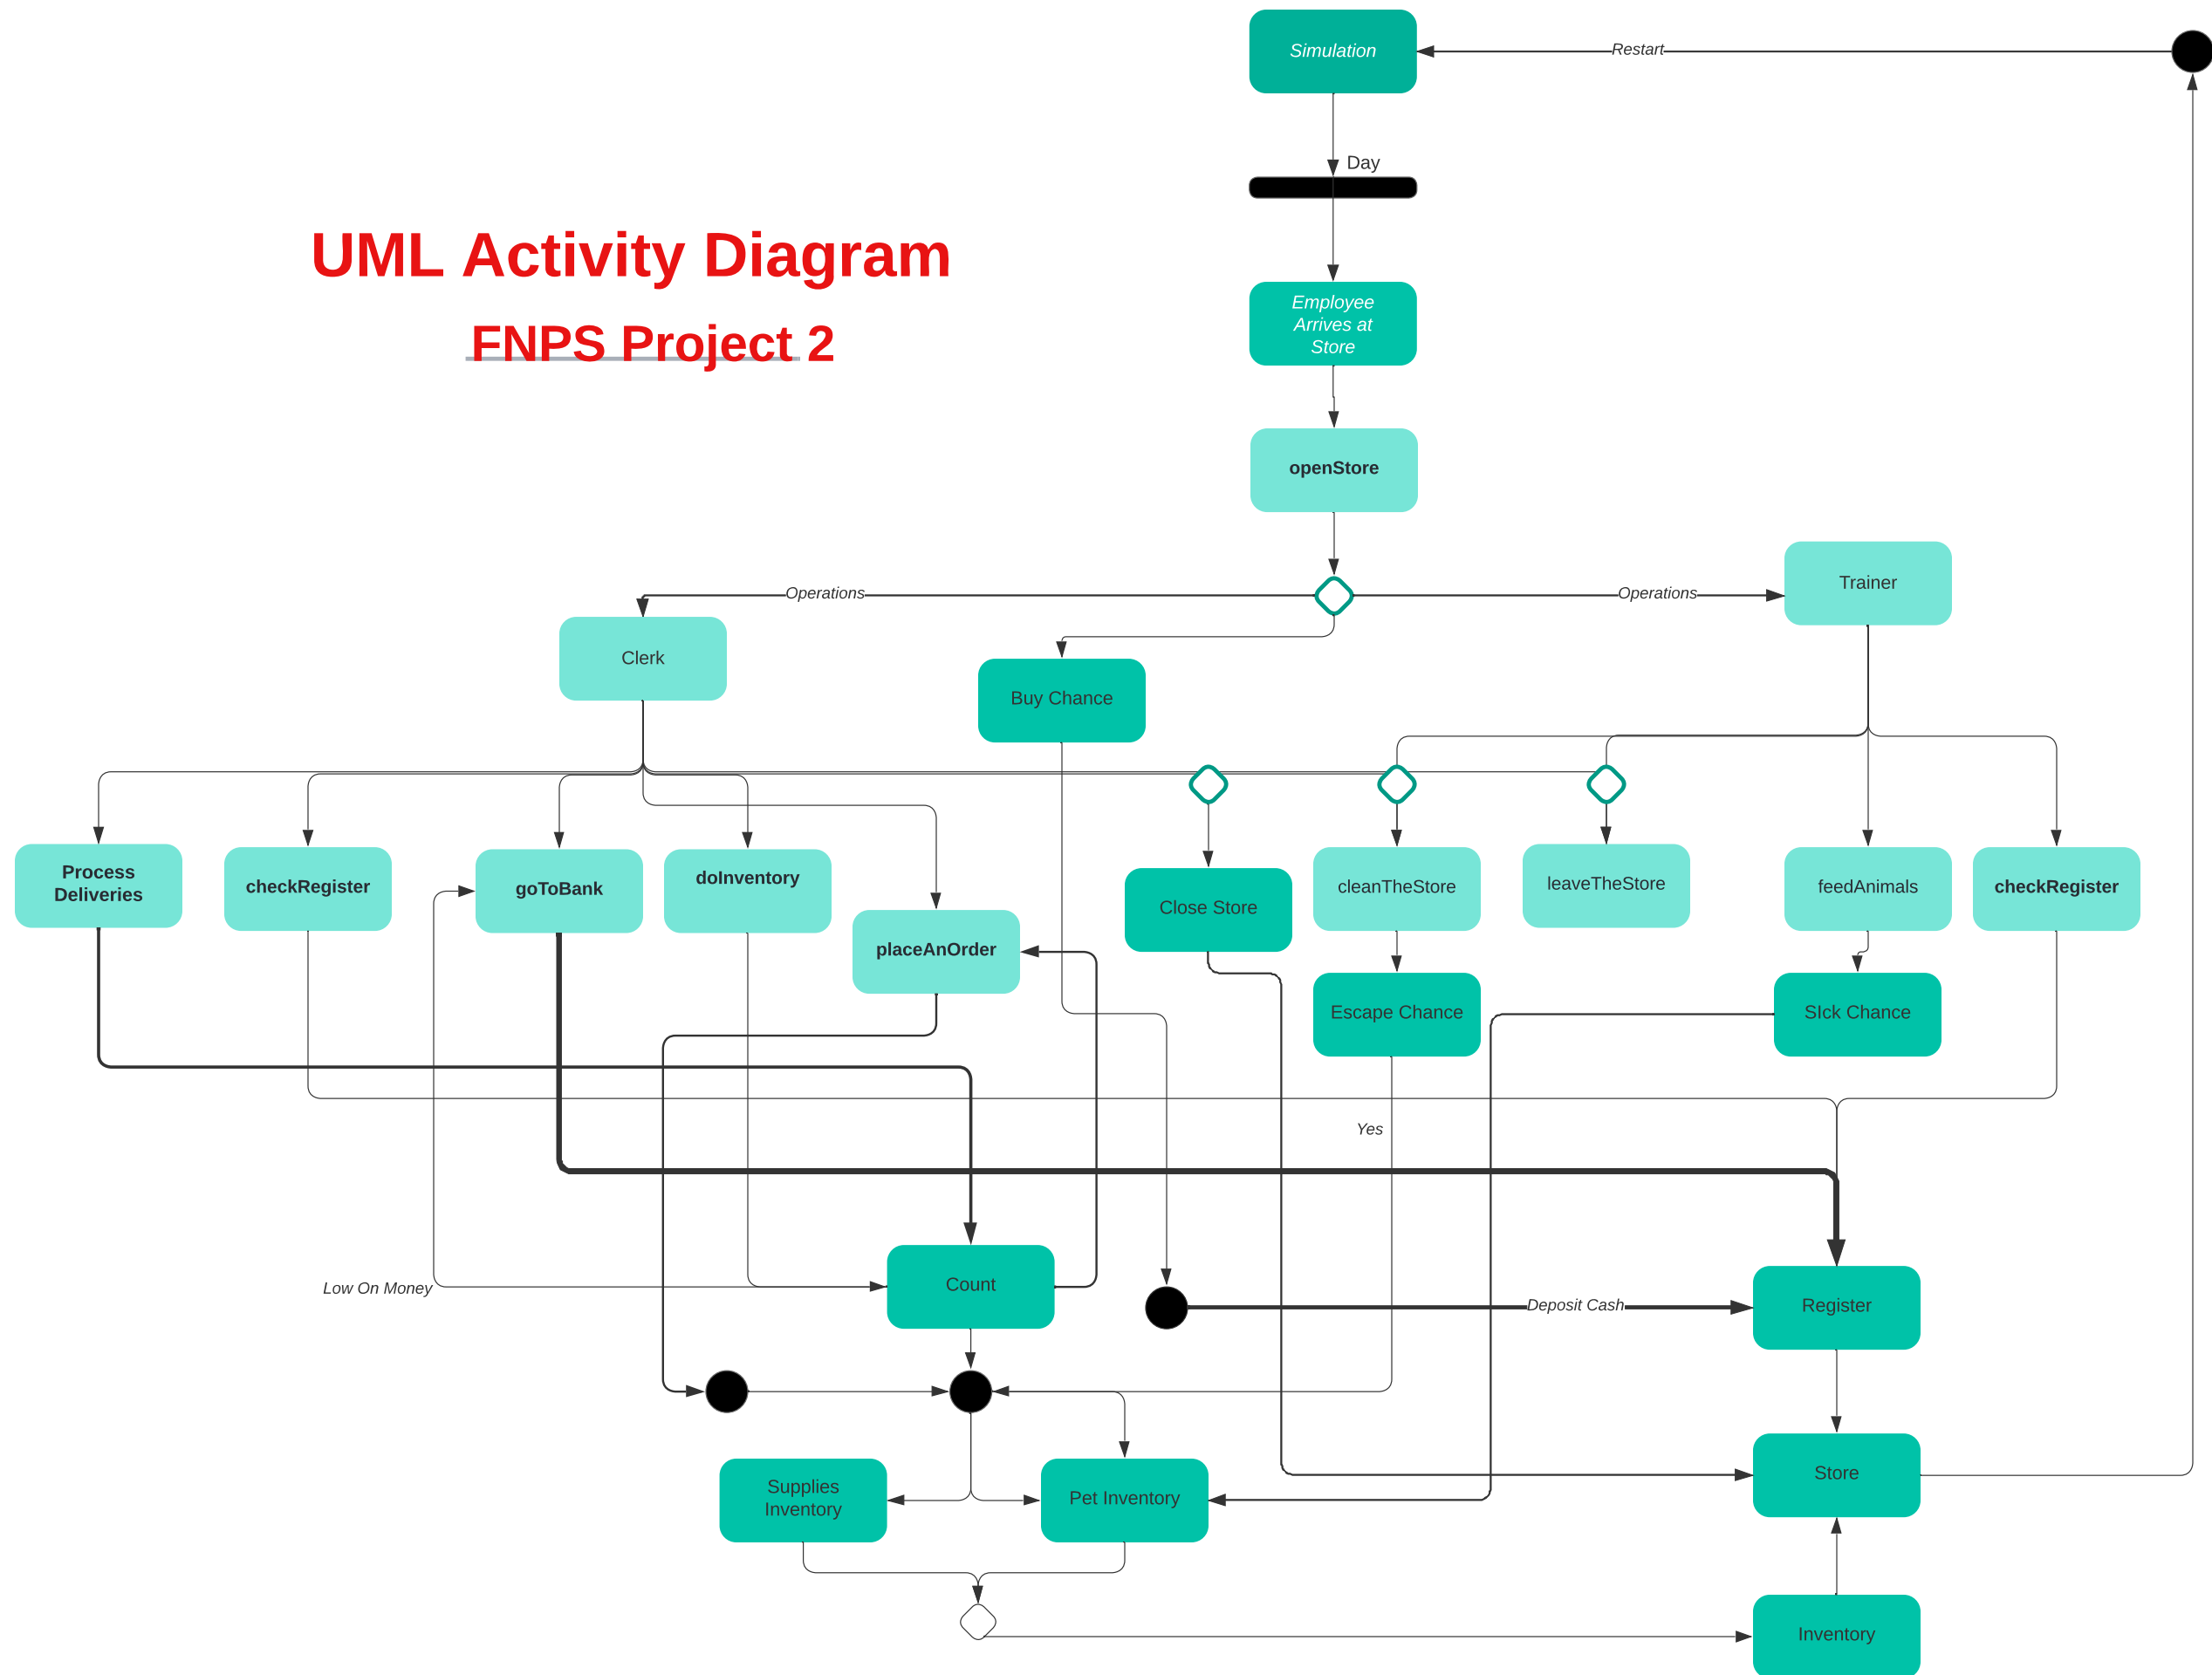 Simulation
Restart
Day
UML Activity Diagram
FNPS Project 2
Employee
Arrives at
Store
openStore
Operations
Operations
Trainer
Clerk
Buy Chance
Process
Deliveries
checkRegister
goToBank
doInventory
placeAnOrder
Close Store
cleanTheStore
leaveTheStore
feedAnimals
checkRegister
Escape Chance
SIck Chance
Yes
Low On Money
Count
Deposit Cash
Register
Supplies
Inventory
Pet Inventory
Store
Inventory